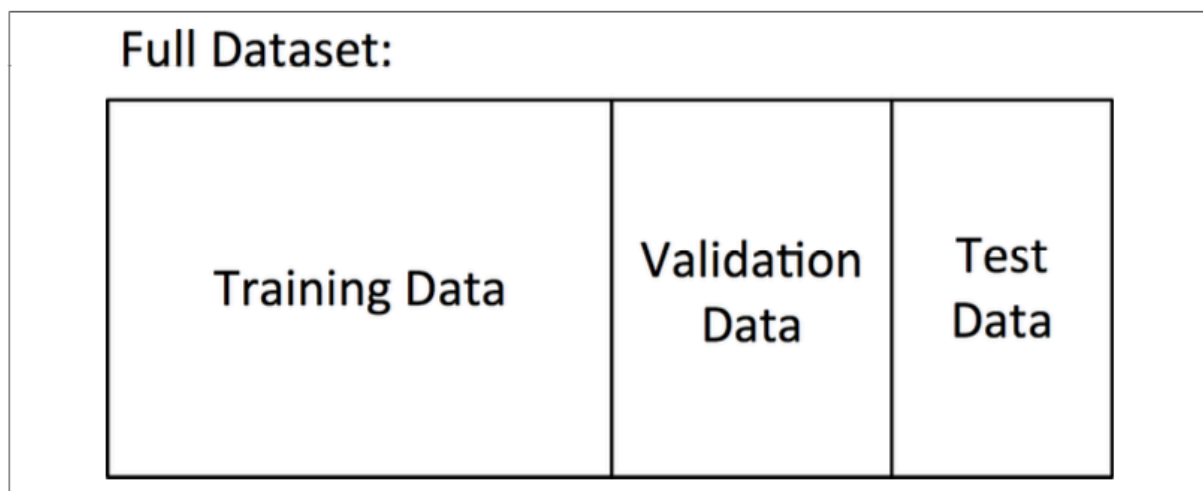 Full Dataset:
Training Data
Validation
Data
Test
Data